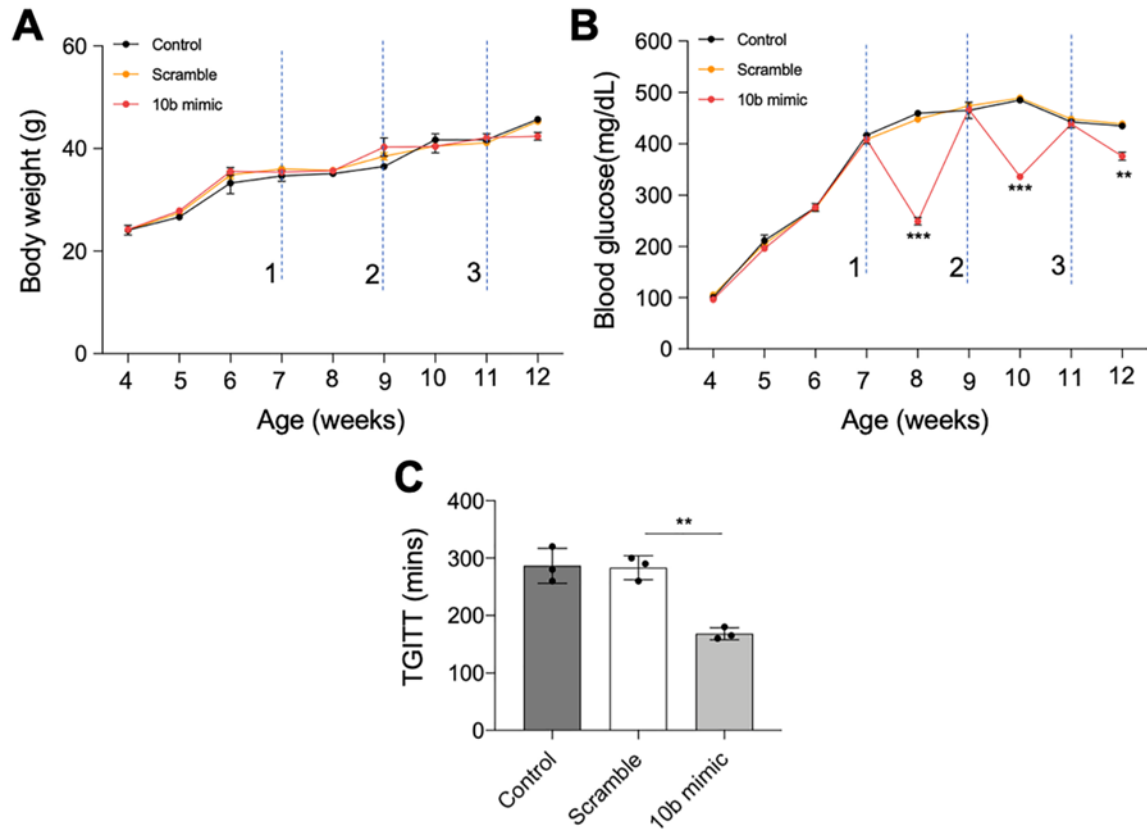 A
Body weight (g)
60
40
20
0
Control
Scramble
10b mimic
1
2
3
4 5 6 7 8 9 10 11 12
Age (weeks)
B
Blood glucose(mg/dL)
600
500
400
300
200
100
0
Control
Scramble
10b mimic
***
***
**
1
2
3
4 5 6 7 8 9 10 11 12
Age (weeks)
C
TGITT (mins)
400
300
200
100
0
**
Control
Scramble
10b mimic